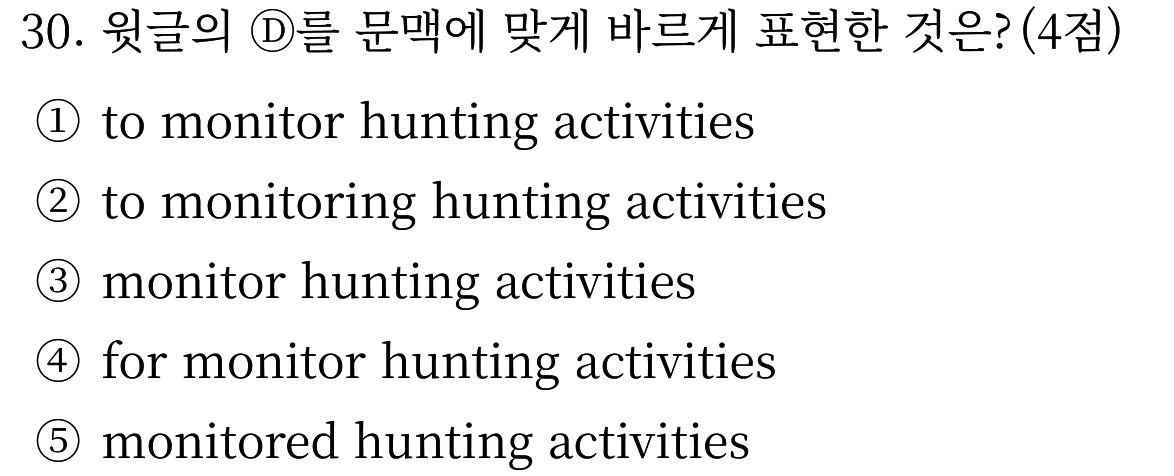 30. 윗글의 Ⓓ를 문맥에 맞게 바르게 표현한 것은?(4점)
① to monitor hunting activities
② to monitoring hunting activities
③ monitor hunting activities
④ for monitor hunting activities
⑤ monitored hunting activities